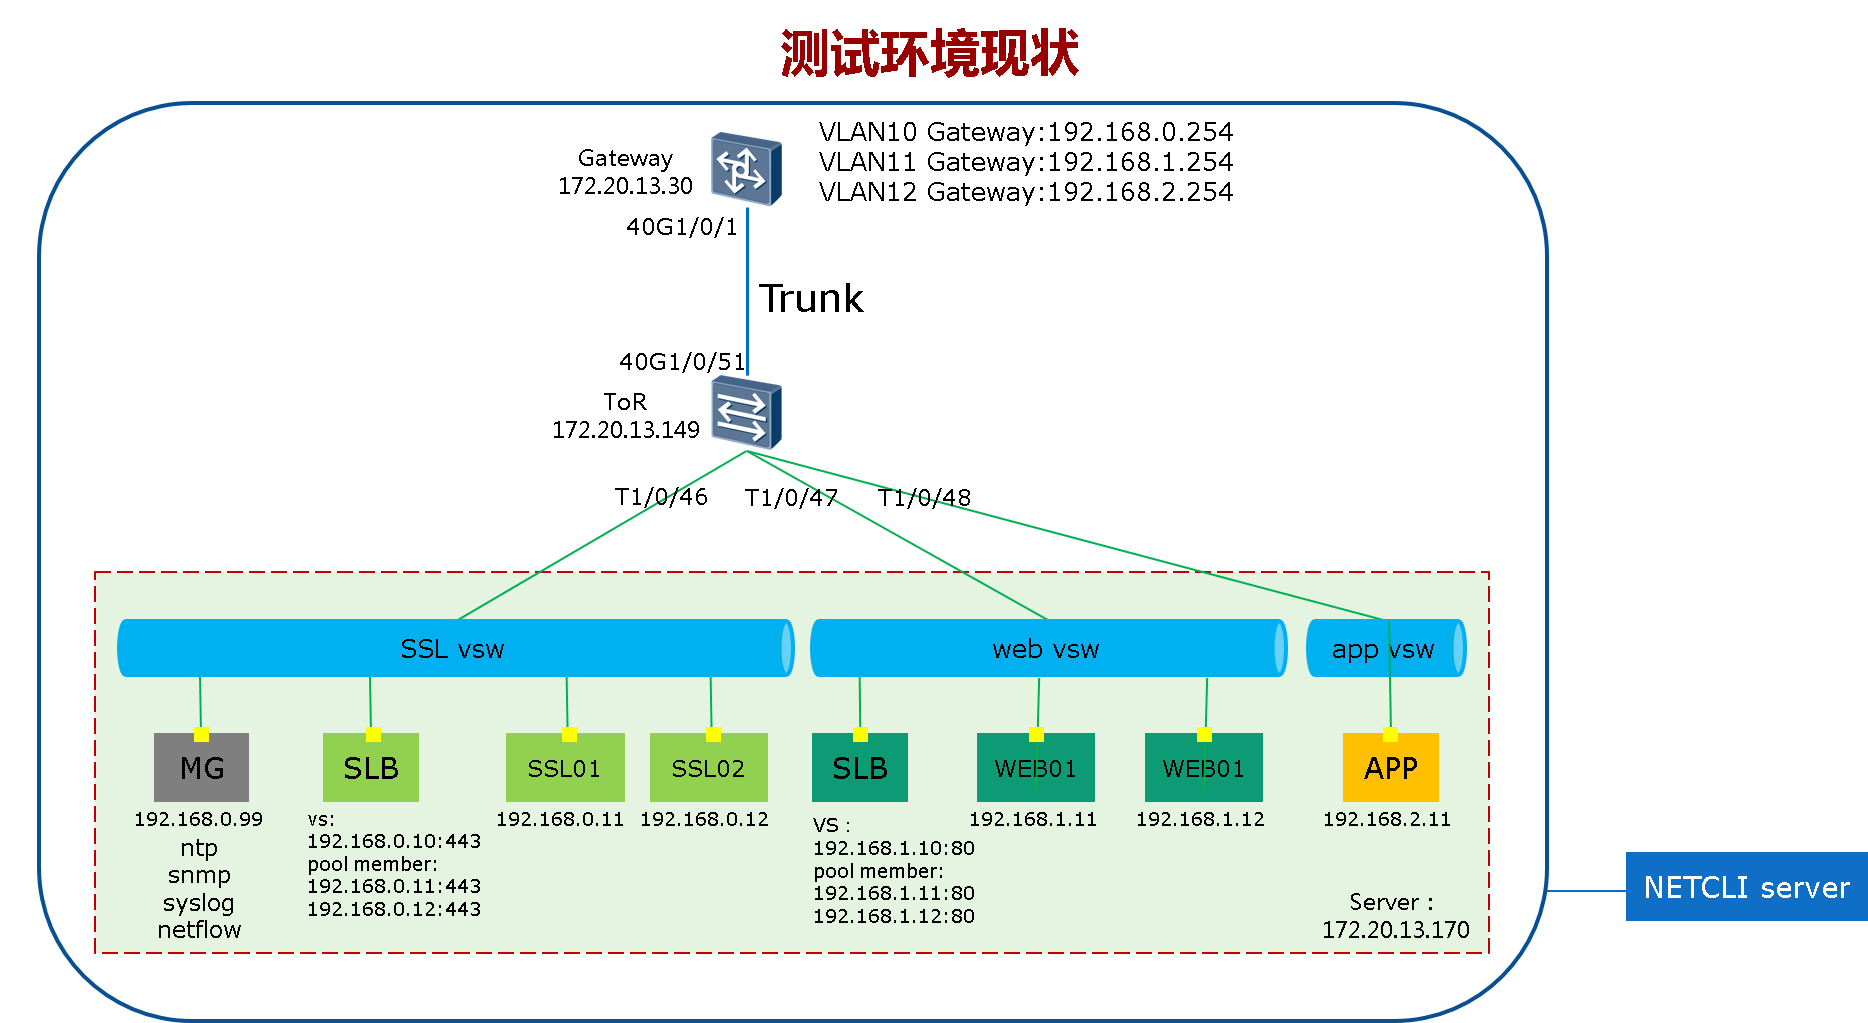 测试环境现状
Gateway
172.20.13.30
VLAN10 Gateway:192.168.0.254
VLAN11 Gateway:192.168.1.254
VLAN12 Gateway:192.168.2.254
40G1/0/1
Trunk
40G1/0/51
ToR
172.20.13.149
T1/0/46
T1/0/47
T1/0/48
SSL vsw
web vsw
app vsw
MG
192.168.0.99
ntp
snmp
syslog
netflow
SLB
vs:
192.168.0.10:443
pool member:
192.168.0.11:443
192.168.0.12:443
SSL01
192.168.0.11
SSL02
192.168.0.12
SLB
VS：
192.168.1.10:80
pool member:
192.168.1.11:80
192.168.1.12:80
WEB01
192.168.1.11
WEB01
192.168.1.12
APP
192.168.2.11
Server：
172.20.13.170
NETCLI server